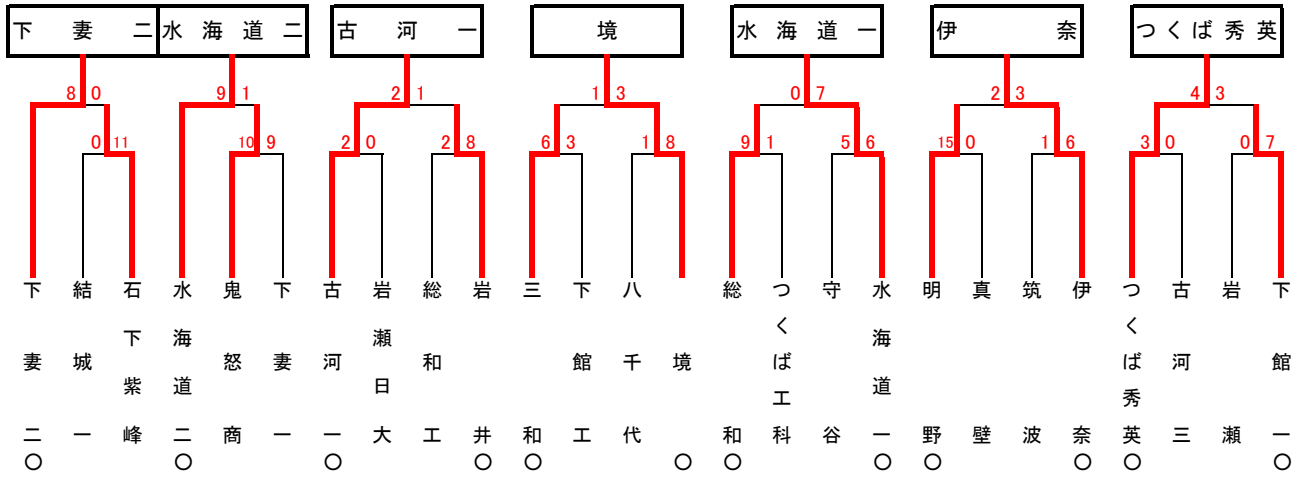 下妻二 水海道二 古河一 境 水海道一 伊奈 つくば秀英
8 0 9 1 2 1 1 3 0 7 2 3 4 3
0 11 10 9 2 0 2 8 6 3 1 8 9 1 5 6 15 0 1 6 3 0 0 7
下妻二
結城一
石下紫峰
水海道二
鬼怒商
下妻一
古河一
岩瀬日大
総和工
岩井
三和
下館工
八千代
境
総和
つくば工科
守谷
水海道一
明野
真壁
筑波
伊奈
つくば秀英
古河三
岩瀬
下館一
○ ○ ○ ○ ○ ○ ○ ○ ○ ○ ○ ○